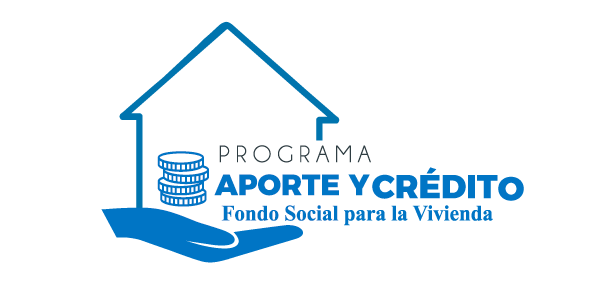 PROGRAMA
APORTE Y CRÉDITO
Fondo Social para la Vivienda